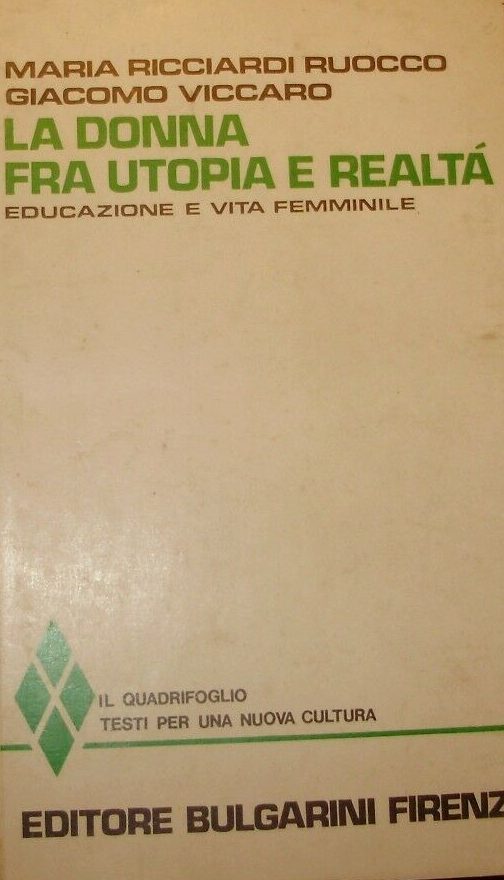 MARIA RICCIARDI RUOCCO
GIACOMO VICCARO
LA DONNA
FRA UTOPIA E REALTÁ
EDUCAZIONE E VITA FEMMINILE
IL QUADRIFOGLIO
TESTI PER UNA NUOVA CULTURA
EDITORE BULGARINI FIRENZ